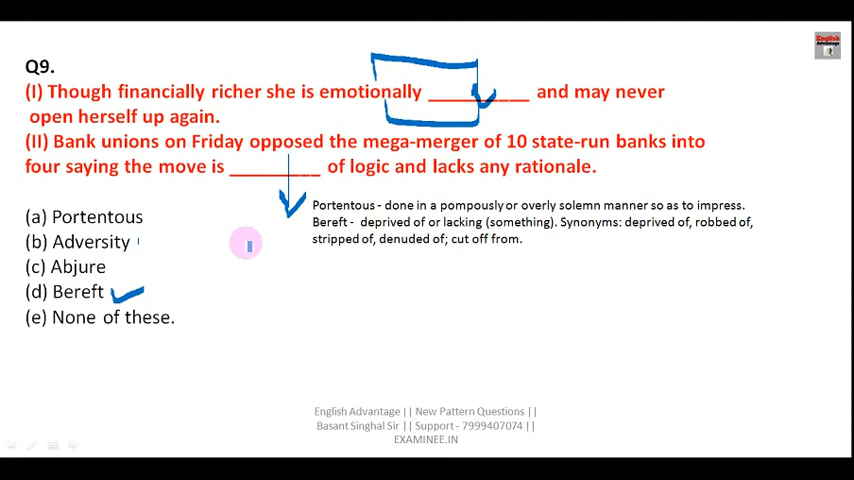 English
Advantage
Q9.
(I) Though financially richer she is emotionally __________ and may never
open herself up again.
(II) Bank unions on Friday opposed the mega-merger of 10 state-run banks into
four saying the move is _________ of logic and lacks any rationale.
Portentous - done in a pompously or overly solemn manner so as to impress.
Bereft - deprived of or lacking (something). Synonyms: deprived of, robbed of,
stripped of, denuded of; cut off from.
(a) Portentous
(b) Adversity
(c) Abjure
(d) Bereft
(e) None of these.
English Advantage || New Pattern Questions ||
Basant Singhal Sir || Support - 7999407074 ||
EXAMINEE.IN